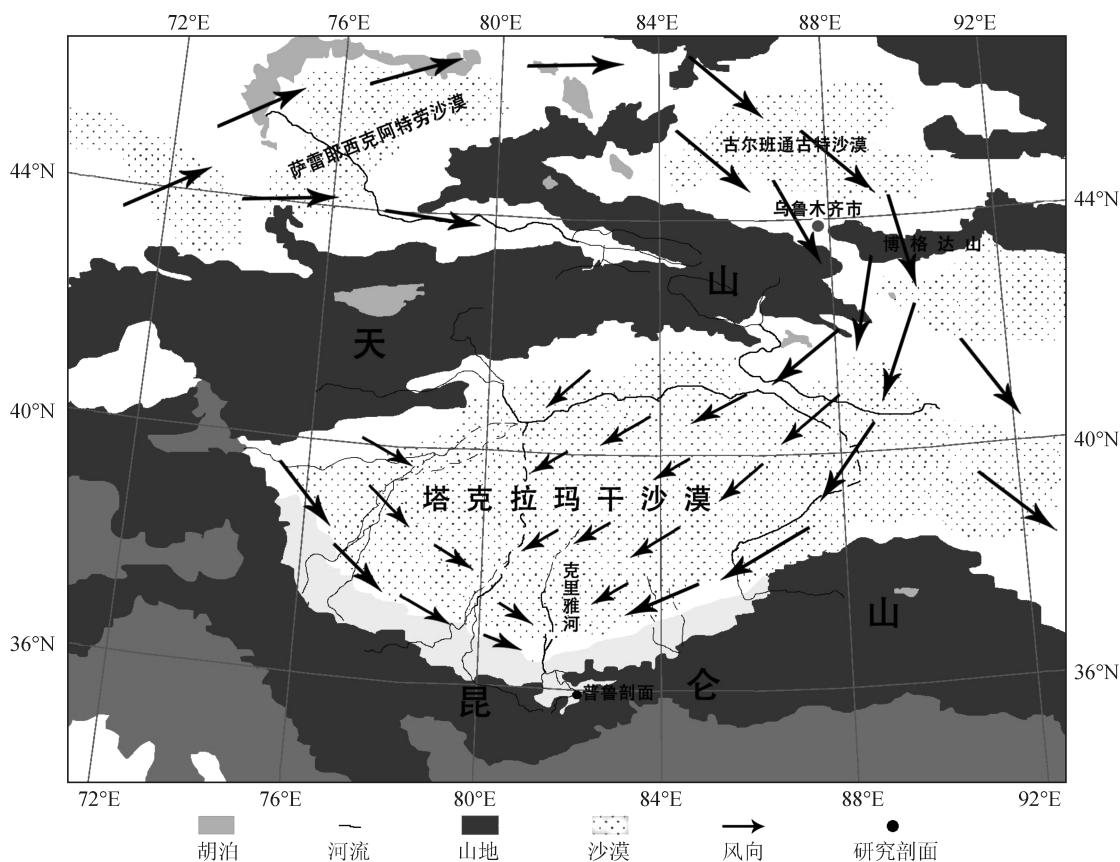 72°E 76°E 80°E 84°E 88°E 92°E
萨雷耶西克阿特劳沙漠
古尔班通古特沙漠
44°N 44°N
乌鲁木齐市
博格达山
天 山
40°N 40°N
塔克拉玛干沙漠
克里雅河
36°N 36°N
昆 仑 山
普鲁剖面
72°E 76°E 80°E 84°E 88°E 92°E
胡泊 河流 山地 沙漠 风向 研究剖面